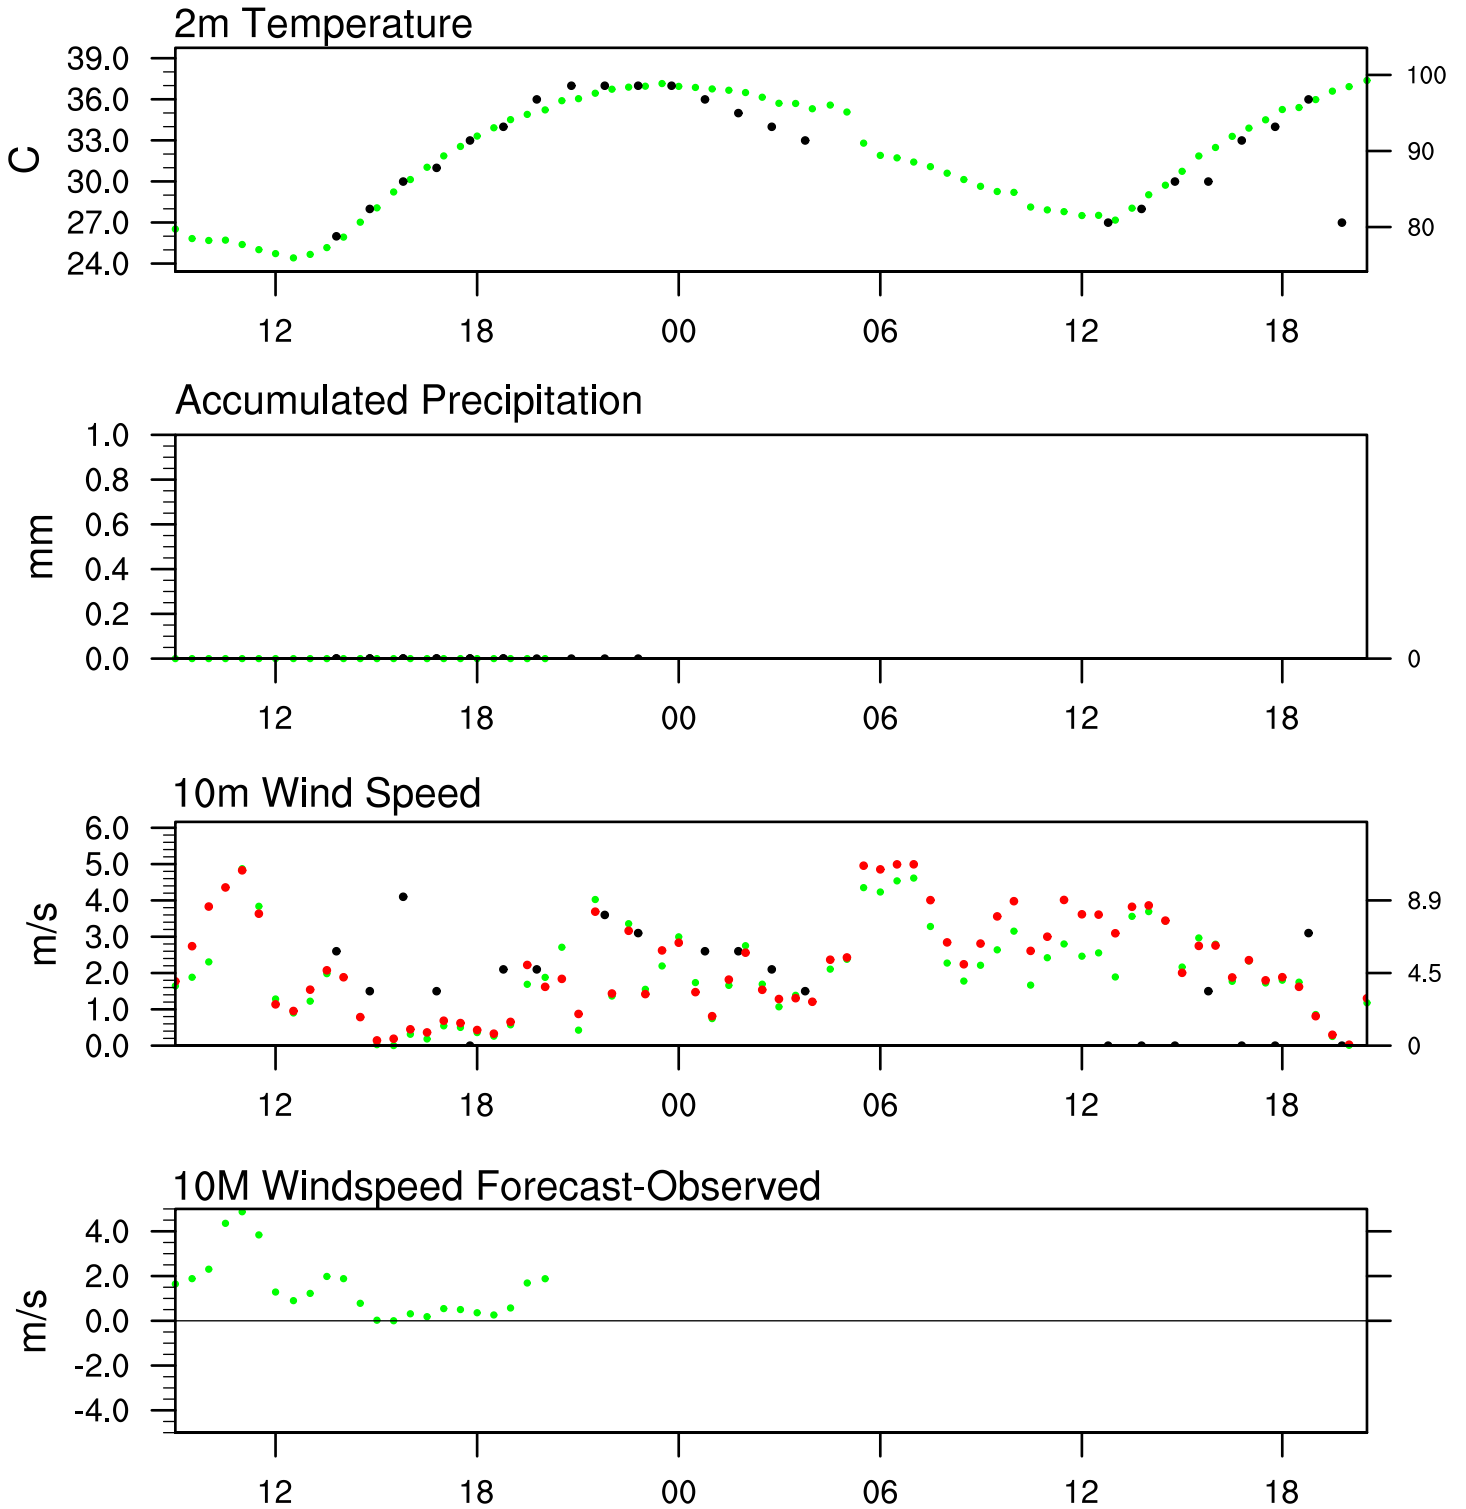 2m Temperature
39.0
36.0
33.0
30.0
27.0
24.0
C
100
90
80
12 18 00 06 12 18
Accumulated Precipitation
1.0
0.8
0.6
0.4
0.2
0.0
mm
0
12 18 00 06 12 18
10m Wind Speed
6.0
5.0
4.0
3.0
2.0
1.0
0.0
m/s
8.9
4.5
0
12 18 00 06 12 18
10M Windspeed Forecast-Observed
4.0
2.0
0.0
-2.0
-4.0
m/s
12 18 00 06 12 18